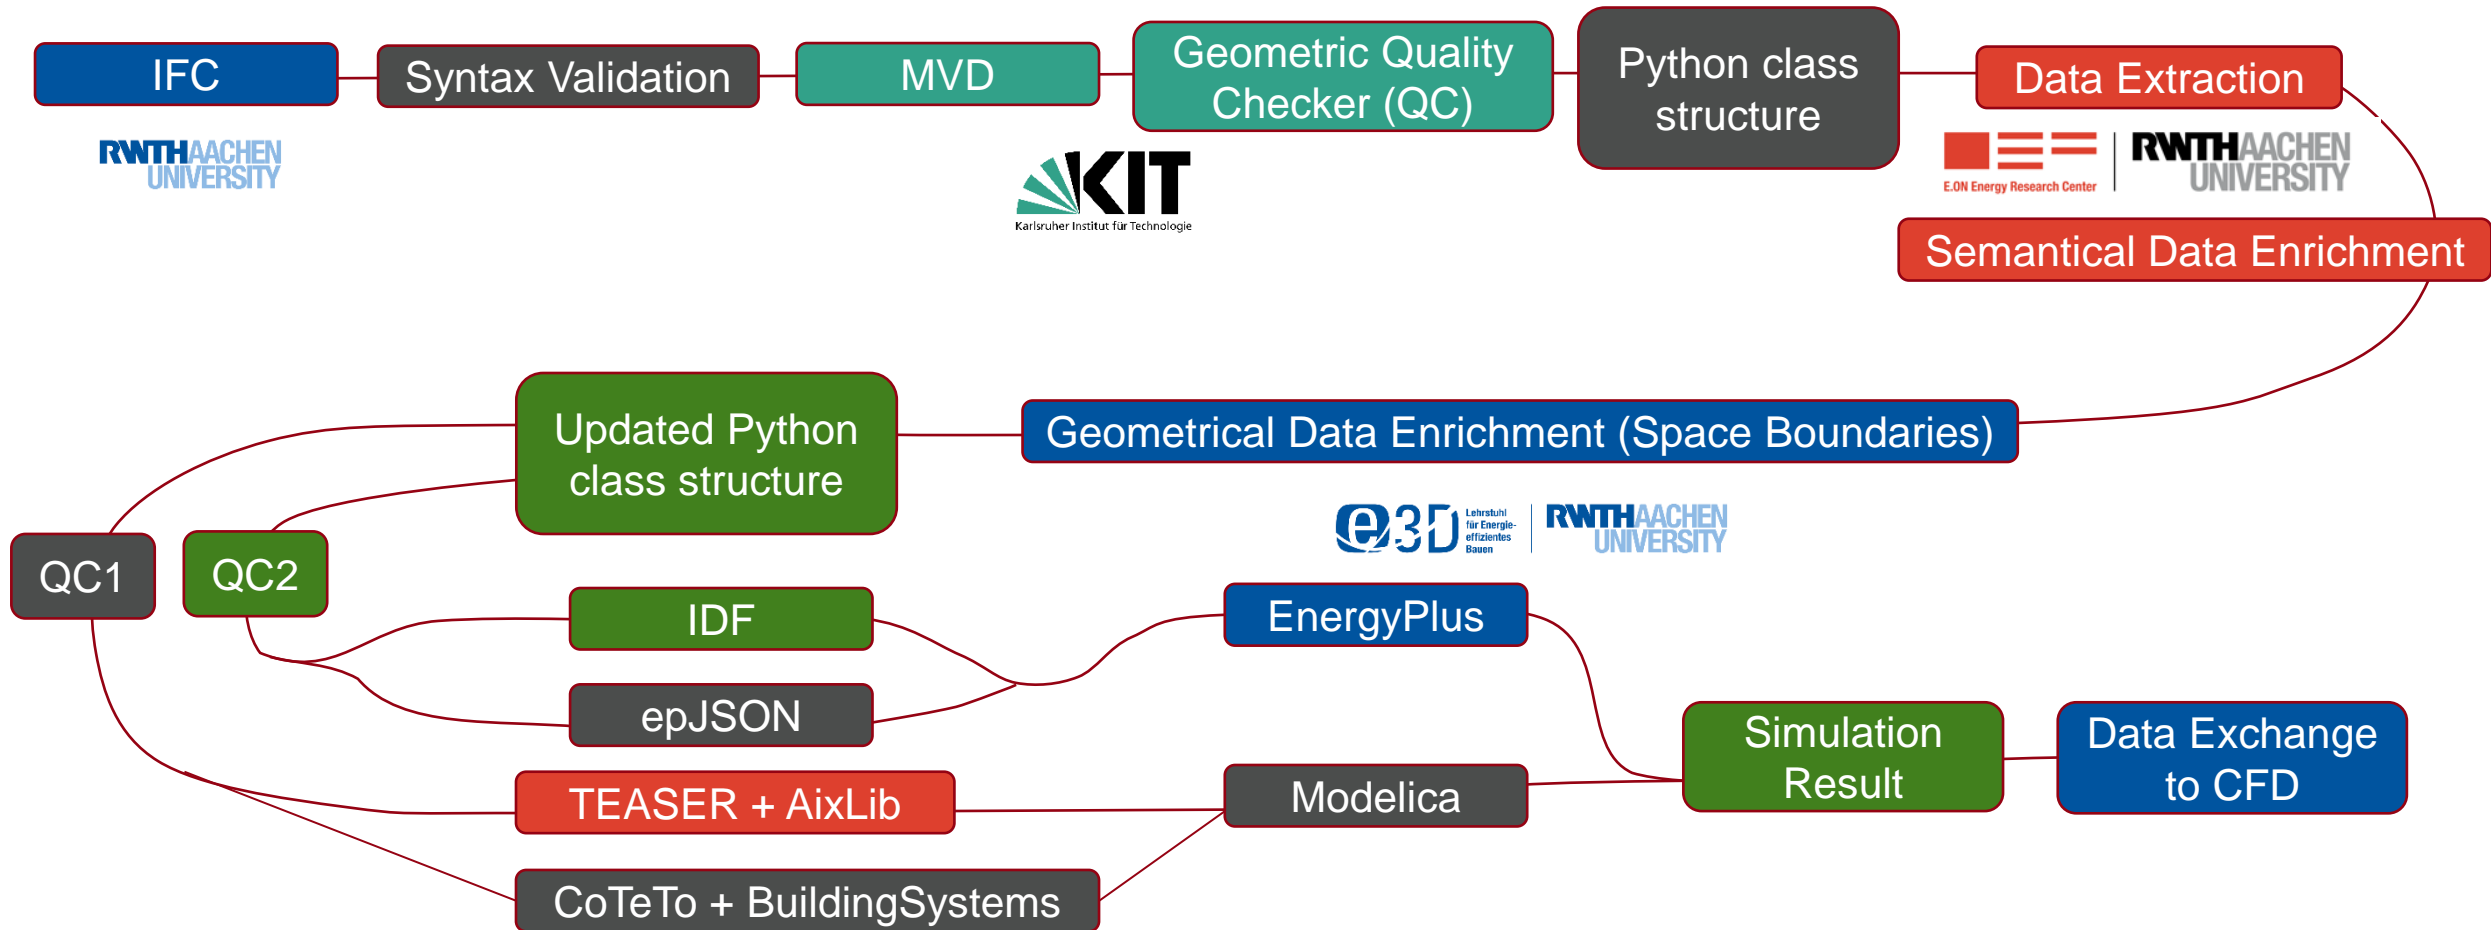 IFC
Syntax Validation
MVD
Geometric Quality
Checker (QC)
Python class
structure
Data Extraction
RWTHAACHEN
UNIVERSITY
KIT
Karlsruher Institut für Technologie
E.ON Energy Research Center
RWTHAACHEN
UNIVERSITY
Semantical Data Enrichment
Updated Python
class structure
Geometrical Data Enrichment (Space Boundaries)
e3D
Lehrstuhl
für Energie-
effizientes
Bauen
RWTHAACHEN
UNIVERSITY
QC1
QC2
IDF
EnergyPlus
epJSON
Simulation
Result
Data Exchange
to CFD
TEASER + AixLib
Modelica
CoTeTo + BuildingSystems